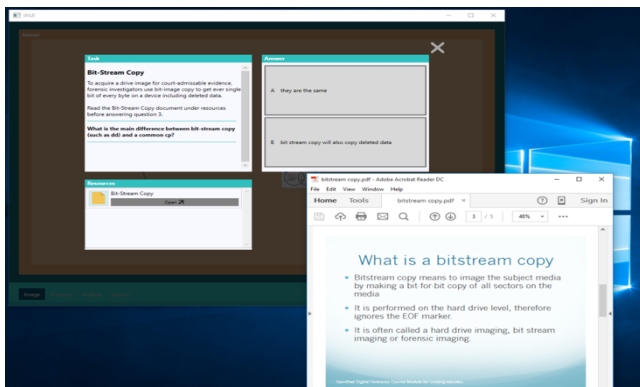 Task
Bit-Stream Copy
To acquire a drive image for court-admissable evidence,
forensic investigators use bit-image copy to get ever single
bit of every byte on a device including deleted data.
Read the Bit-Stream Copy document under resources
before answering question 3.
What is the main difference between bit-stream copy
(such as dd) and a common cp?
Answer
A they are the same
B bit stream copy will also copy deleted data
Resources
Bit-Stream Copy
Open
Image
bitstream copy.pdf - Adobe Acrobat Reader DC
File Edit View Window Help
Home Tools bitstream copy.pdf × Sign In
3 / 5 48%
What is a bitstream copy
• Bitstream copy means to image the subject media
by making a bit-for-bit copy of all sectors on the
media
• It is performed on the hard drive level, therefore
ignores the EOF marker.
• It is often called a hard drive imaging, bit stream
imaging or forensic imaging.